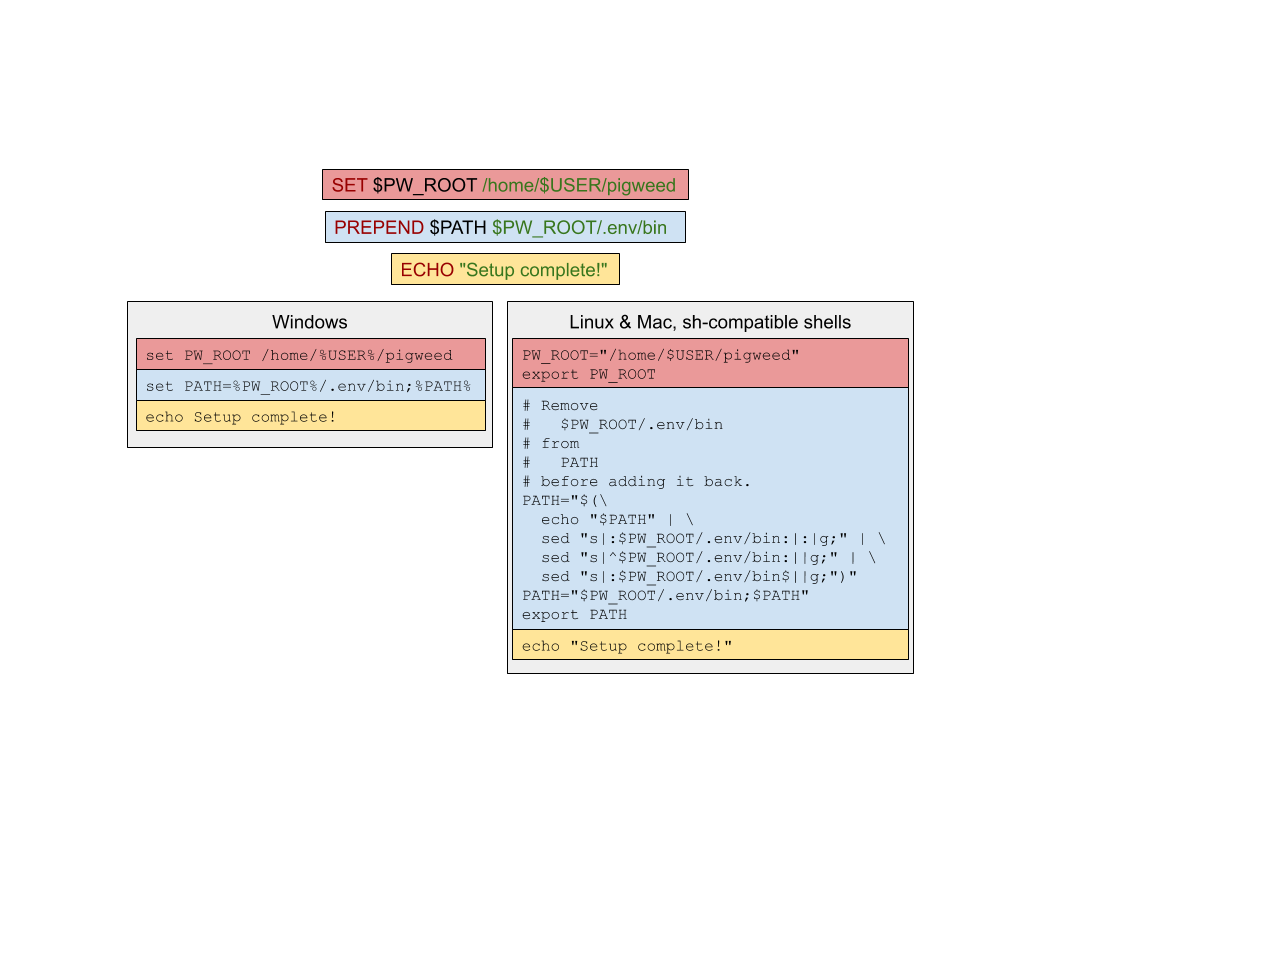 SET $PW_ROOT /home/$USER/pigweed
PREPEND $PATH $PW_ROOT/.env/bin
ECHO "Setup complete!"
Windows
set PW_ROOT /home/%USER%/pigweed
set PATH=%PW_ROOT%/.env/bin;%PATH%
echo Setup complete!
Linux & Mac, sh-compatible shells
PW_ROOT="/home/$USER/pigweed"
export PW_ROOT
# Remove
#   $PW_ROOT/.env/bin
# from
#   PATH
# before adding it back.
PATH="$(\
  echo "$PATH" | \
  sed "s|:$PW_ROOT/.env/bin:|:|g;" | \
  sed "s|^$PW_ROOT/.env/bin:||g;" | \
  sed "s|:$PW_ROOT/.env/bin$||g;")"
PATH="$PW_ROOT/.env/bin;$PATH"
export PATH
echo "Setup complete!"